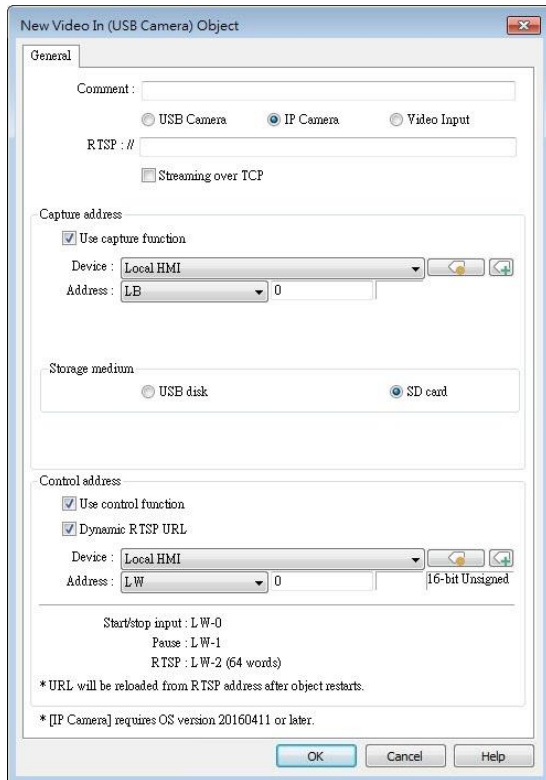 New Video In (USB Camera) Object
General
Comment :
USB Camera IP Camera Video Input
RTSP : //
Streaming over TCP
Capture address
Use capture function
Device : Local HMI
Address : LB 0
Storage medium
USB disk SD card
Control address
Use control function
Dynamic RTSP URL
Device : Local HMI
Address : LW 0 16-bit Unsigned
Start/stop input : LW-0
Pause : LW-1
RTSP : LW-2 (64 words)
* URL will be reloaded from RTSP address after object restarts.
* [IP Camera] requires OS version 20160411 or later.
OK Cancel Help